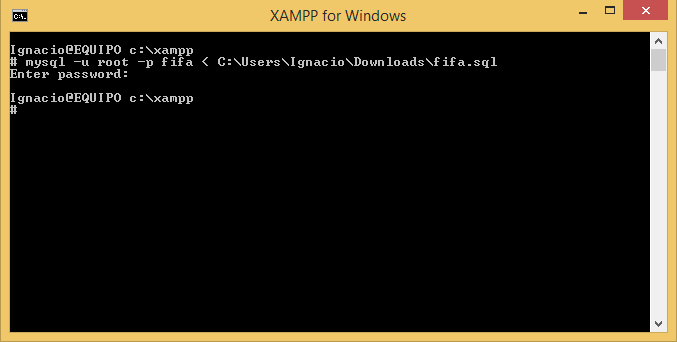 C:\.
XAMPP for Windows
Ignacio@EQUIPO c:\xampp
# mysql -u root -p fifa < C:\Users\Ignacio\Downloads\fifa.sql
Enter password:
Ignacio@EQUIPO c:\xampp
#